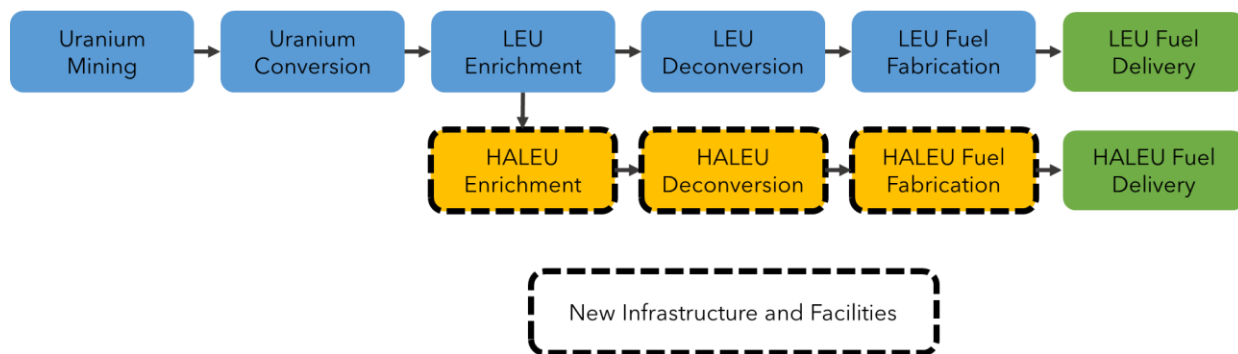 Uranium
Mining
Uranium
Conversion
LEU
Enrichment
LEU
Deconversion
LEU Fuel
Fabrication
LEU Fuel
Delivery
HALEU
Enrichment
HALEU
Deconversion
HALEU Fuel
Fabrication
HALEU Fuel
Delivery
New Infrastructure and Facilities